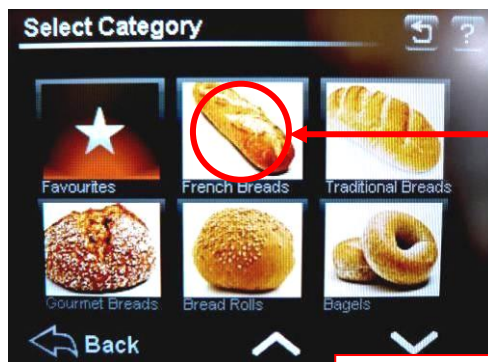 Select Category
?
Favourites French Breads Traditional Breads
Gourmet Breads Bread Rolls Bagels
Back